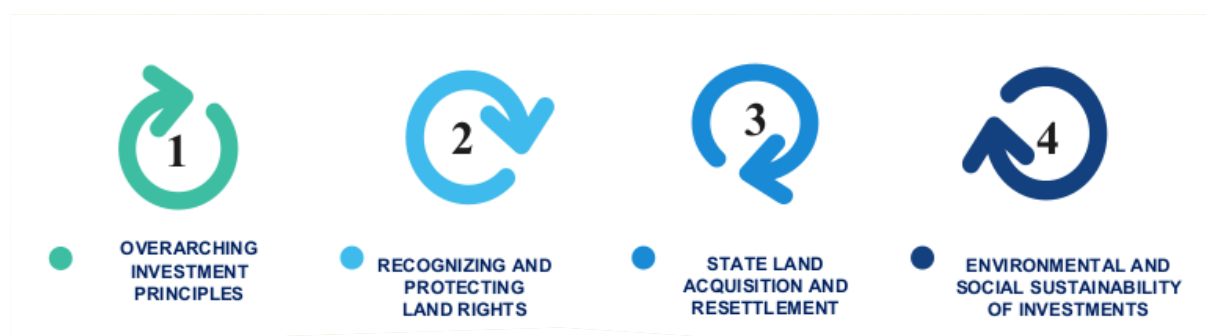 1
OVERARCHING
INVESTMENT
PRINCIPLES
2
RECOGNIZING AND
PROTECTING
LAND RIGHTS
3
STATE LAND
ACQUISITION AND
RESETTLEMENT
4
ENVIRONMENTAL AND
SOCIAL SUSTAINABILITY
OF INVESTMENTS